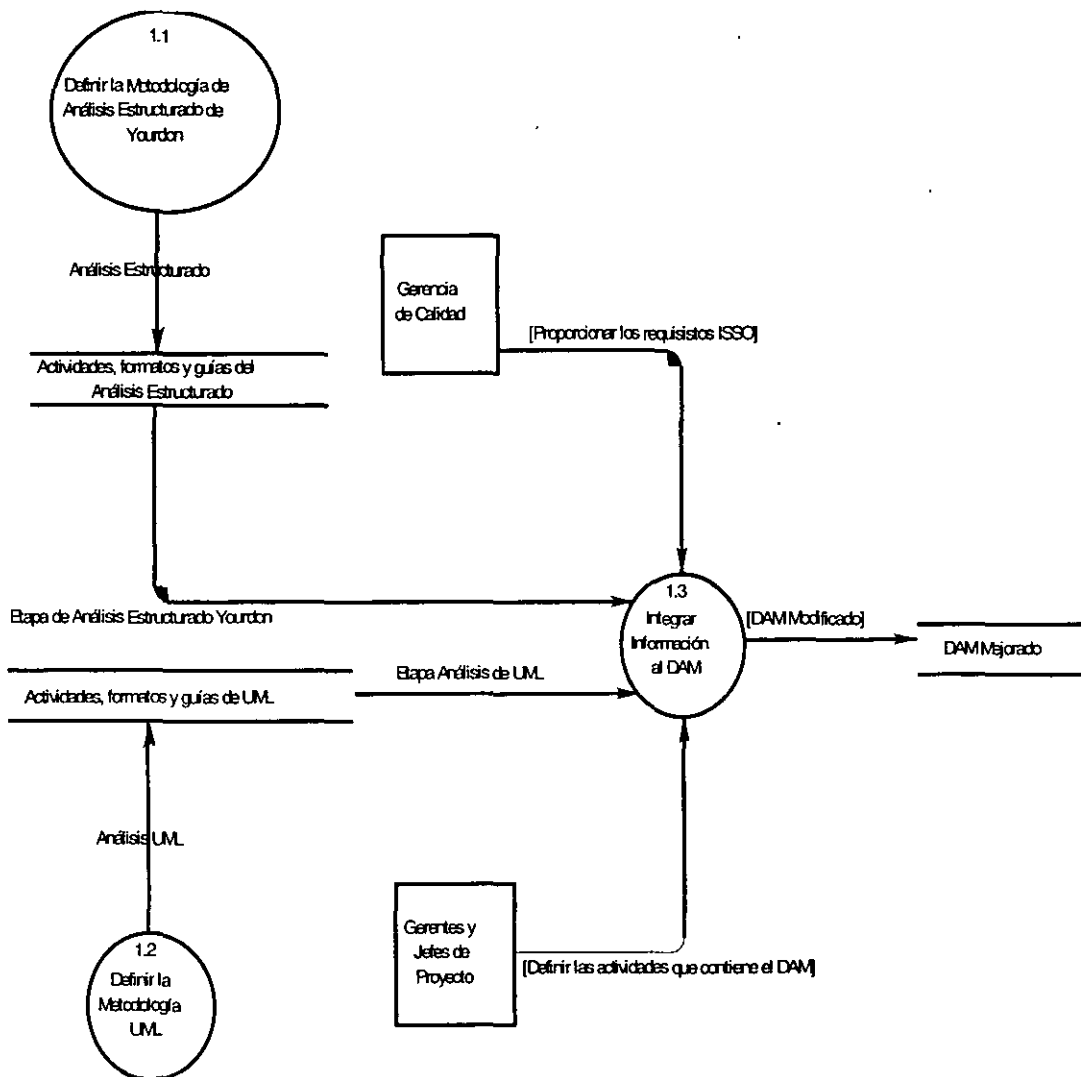 1.1
Definir la Metodología de
Análisis Estructurado de
Yourdon
Análisis Estructurado
Gerencia
de Calidad
[Proporcionar los requisistos ISSO]
Actividades, formatos y guías del
Análisis Estructurado
1.3
Integrar
Información
al DAM
[DAM Modificado]
DAM Mejorado
Etapa de Análisis Estructurado Yourdon
Etapa Análisis de UML
Actividades, formatos y guías de UML
Análisis UML
1.2
Definir la
Metodología
UML
Gerentes y
Jefes de
Proyecto
[Definir las actividades que contiene el DAM]